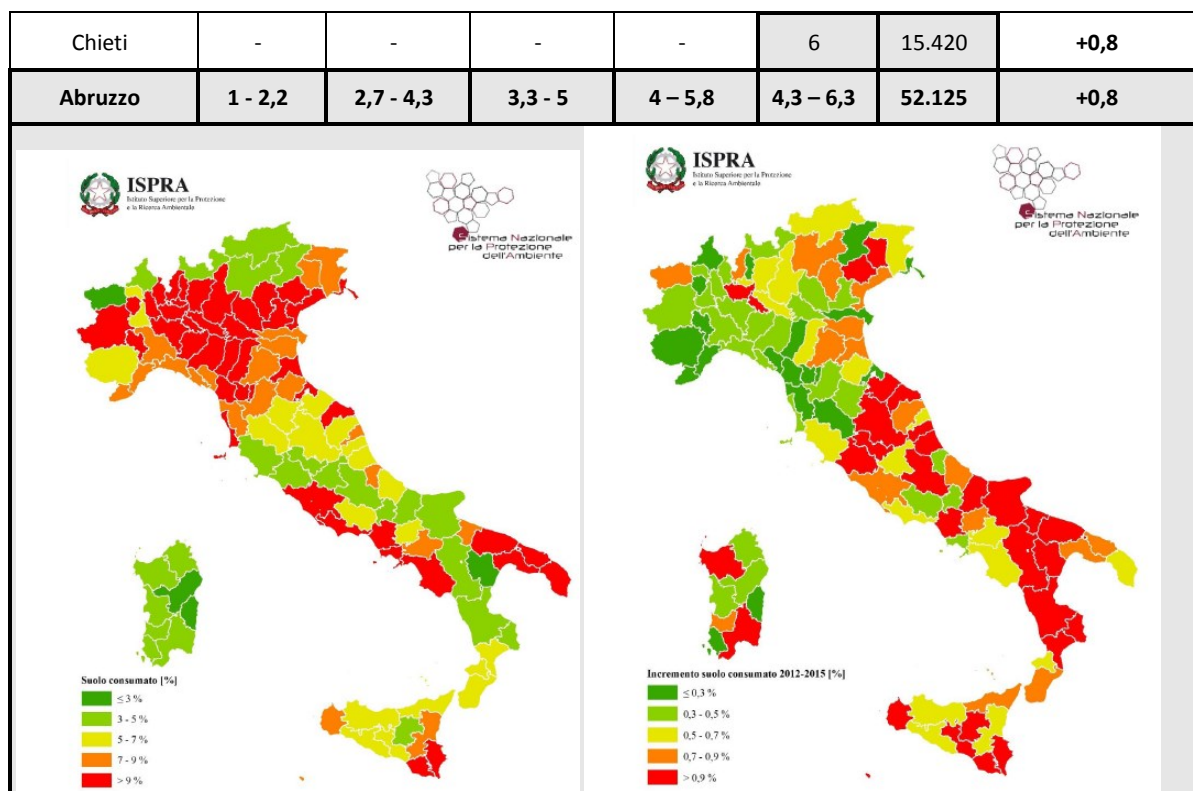 Chieti - - - - 6 15.420 +0,8
Abruzzo 1 - 2,2 2,7 - 4,3 3,3 - 5 4 – 5,8 4,3 – 6,3 52.125 +0,8
ISPRA
Istituto Superiore per la Protezione
e la Ricerca Ambientale
Sistema Nazionale
per la Protezione
dell'Ambiente
Suolo consumato [%]
≤ 3 %
3 - 5 %
5 - 7 %
7 - 9 %
> 9 %
ISPRA
Istituto Superiore per la Protezione
e la Ricerca Ambientale
Sistema Nazionale
per la Protezione
dell'Ambiente
Incremento suolo consumato 2012-2015 [%]
≤ 0,3 %
0,3 - 0,5 %
0,5 - 0,7 %
0,7 - 0,9 %
> 0,9 %